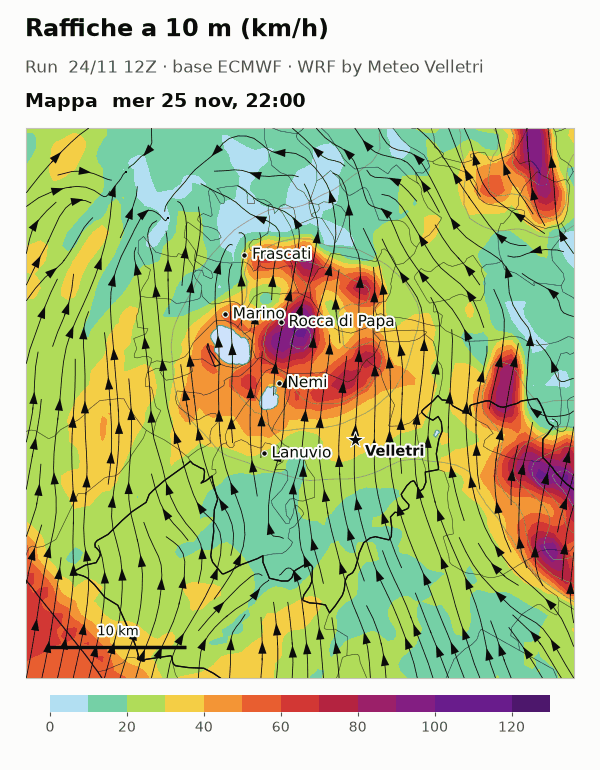 Raffiche a 10 m (km/h)
Run  24/11 12Z · base ECMWF · WRF by Meteo Velletri
Mappa  mer 25 nov, 22:00
Frascati
Marino
Rocca di Papa
Nemi
Velletri
Lanuvio
10 km
0 20 40 60 80 100 120